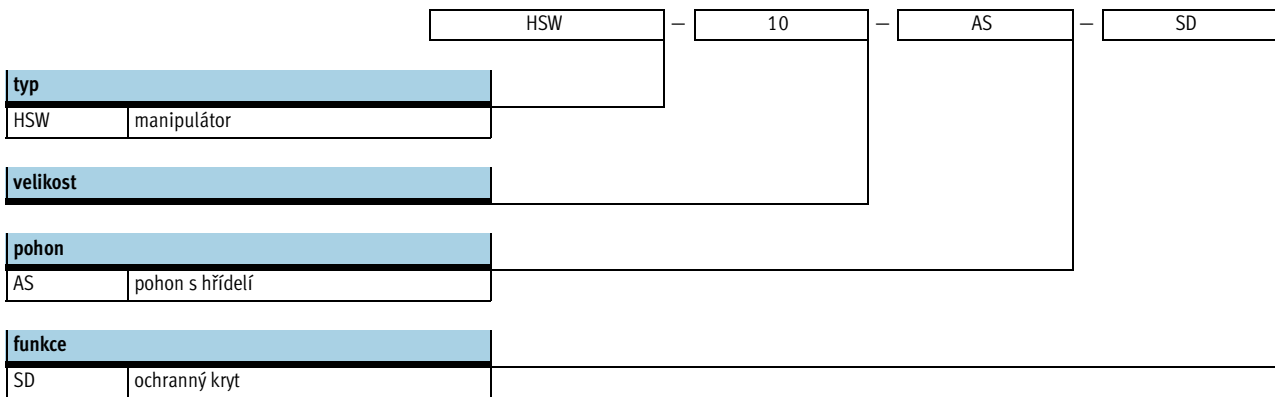 HSW – 10 – AS – SD
typ
HSW manipulátor
velikost
pohon
AS pohon s hřídelí
funkce
SD ochranný kryt